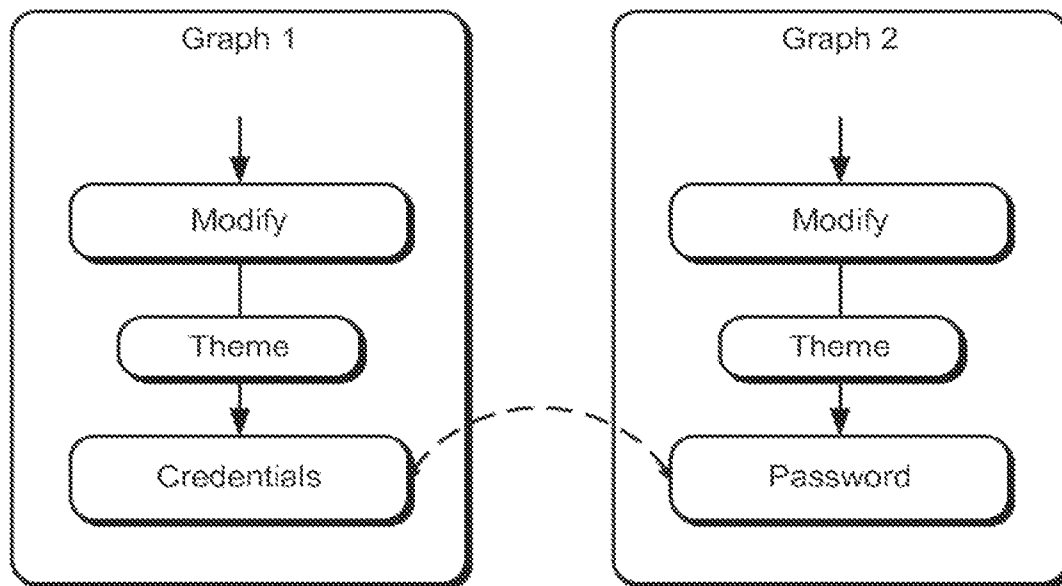 Graph 1
Modify
Theme
Credentials
Graph 2
Modify
Theme
Password